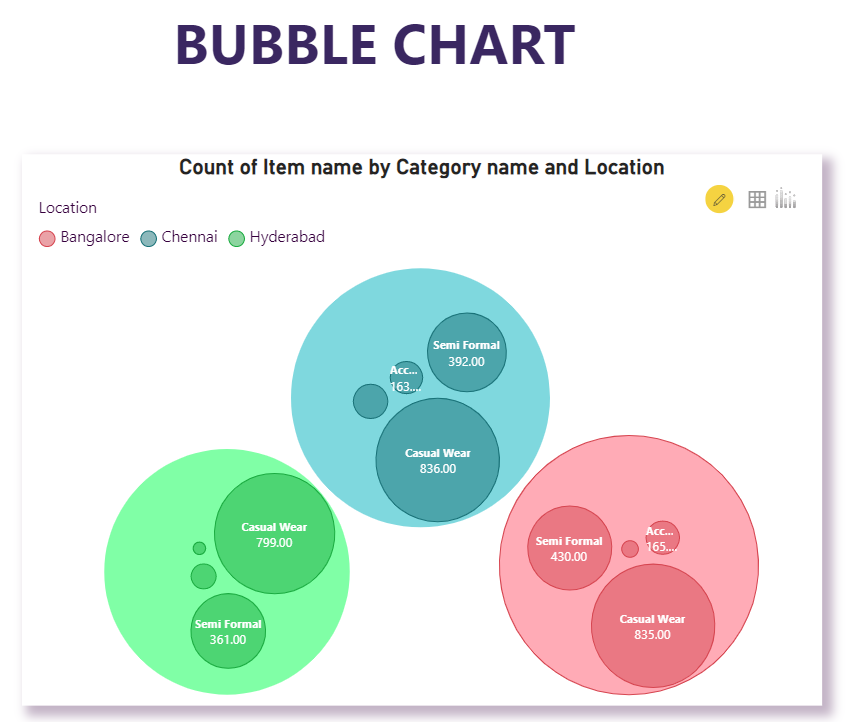 BUBBLE CHART
Count of Item name by Category name and Location
Location
Bangalore Chennai Hyderabad
Semi Formal
392.00
Acc...
163....
Casual Wear
836.00
Casual Wear
799.00
Semi Formal
361.00
Semi Formal
430.00
Acc...
165....
Casual Wear
835.00